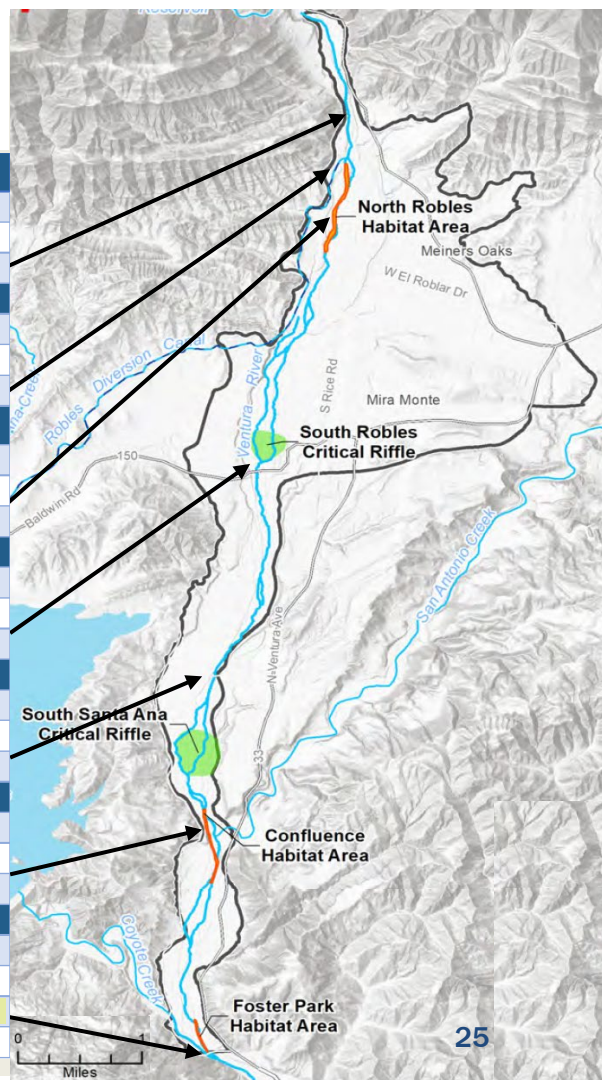 Reservoir
North Robles
Habitat Area
Meiners Oaks
W El Roblar Dr
Robles Diversion Canal
Ventura River
S Rice Rd
Mira Monte
South Robles
Critical Riffle
150
Baldwin Rd
San Antonio Creek
N Ventura Ave
South Santa Ana
Critical Riffle
33
Confluence
Habitat Area
Coyote Creek
Foster Park
Habitat Area
25
0 1
Miles